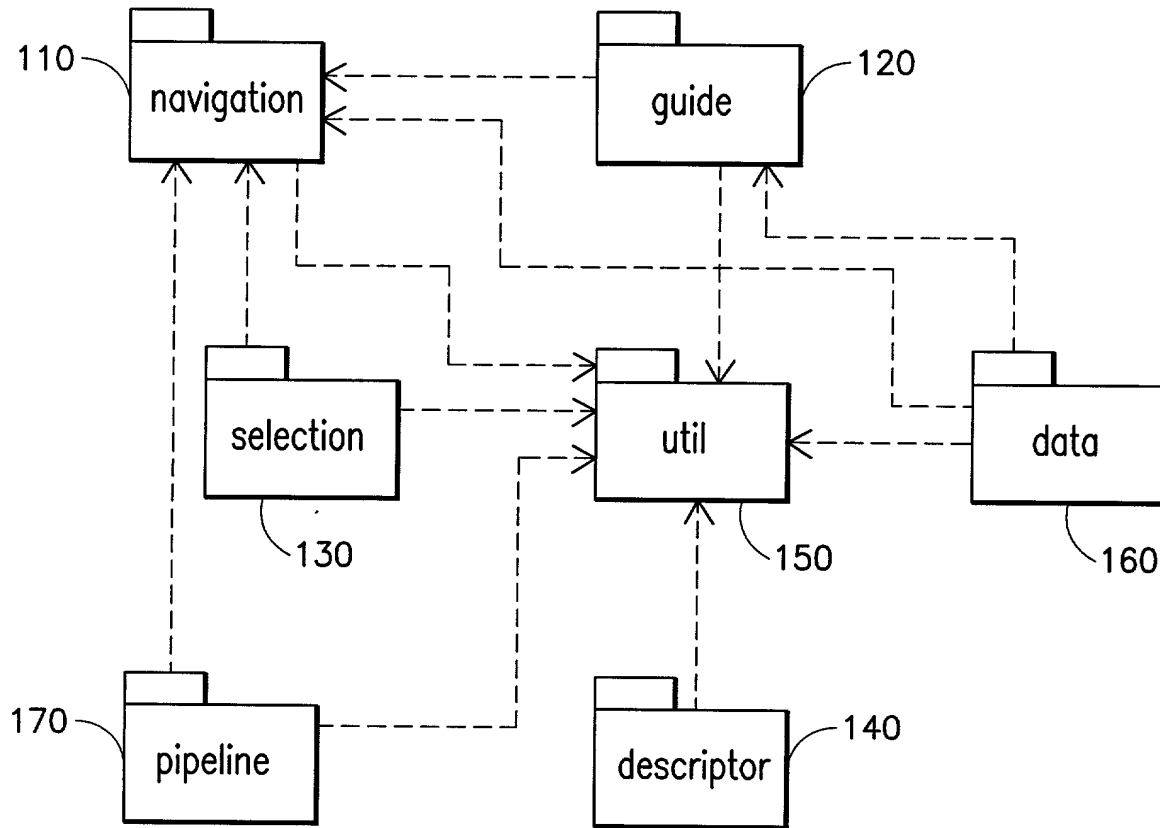 110
navigation
guide
120
selection
util
data
130
150
160
170
pipeline
descriptor
140